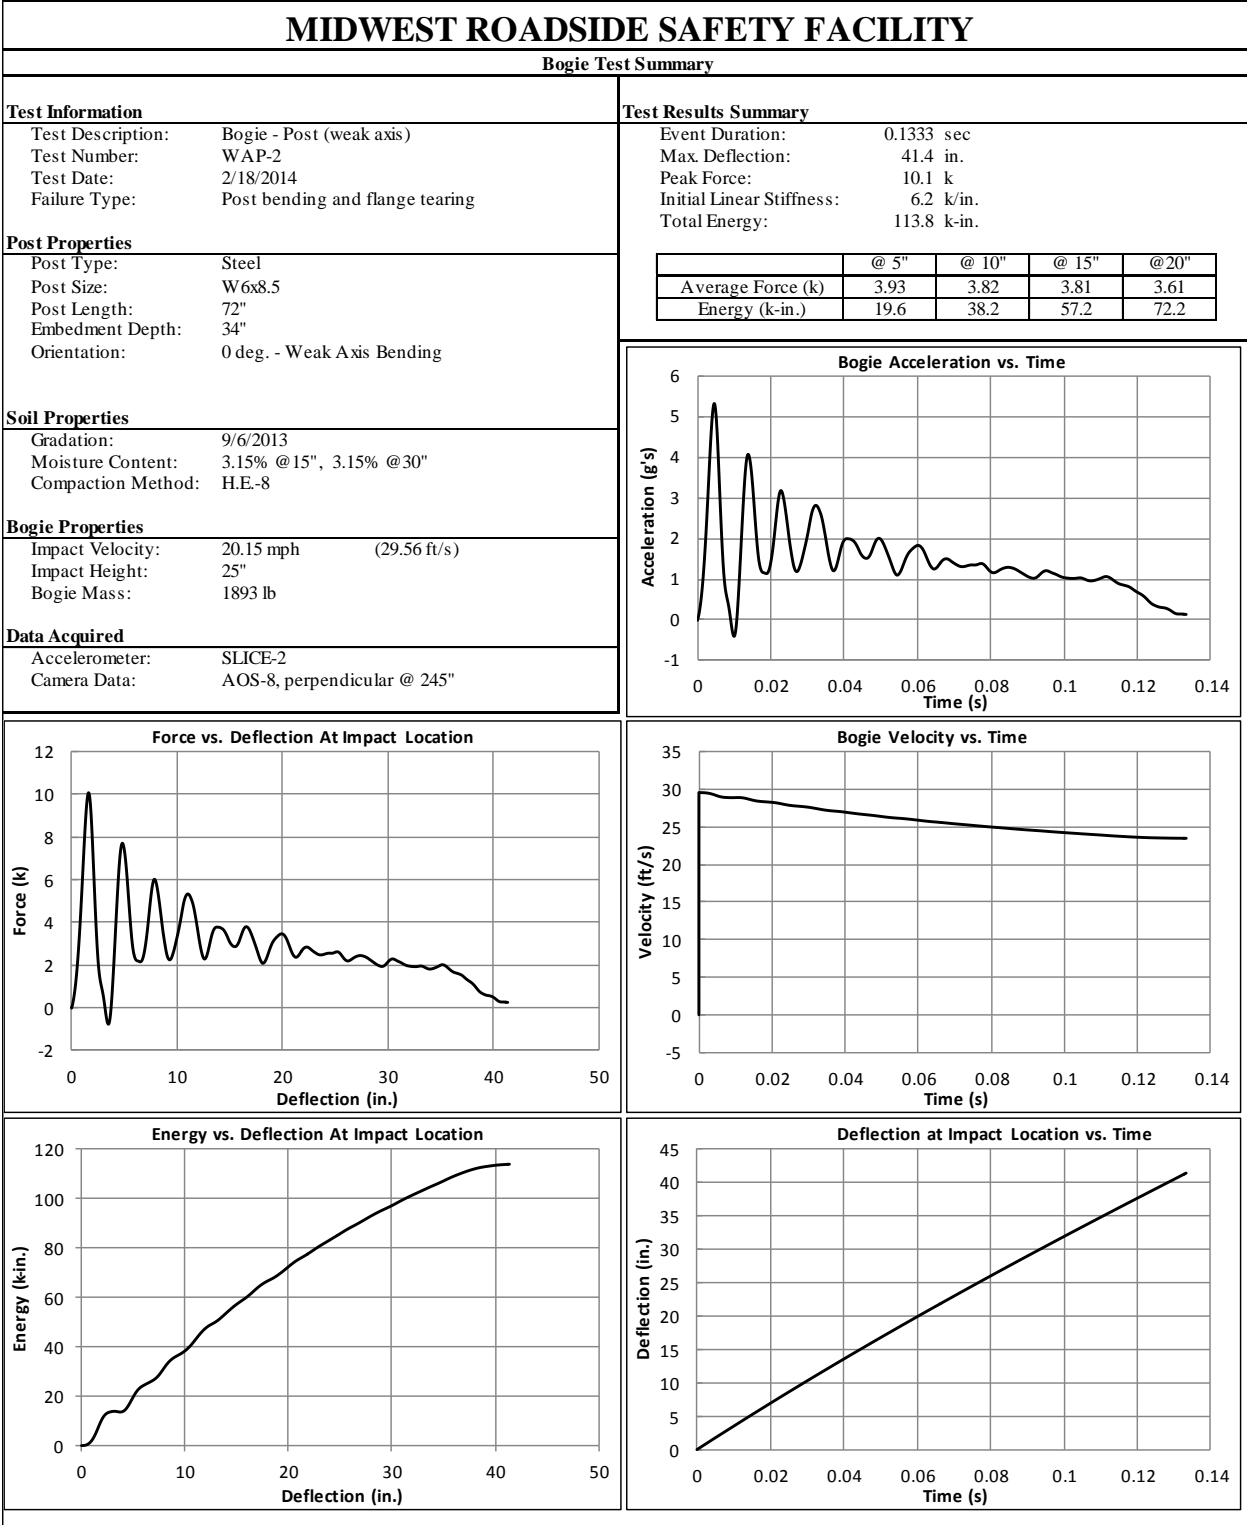 MIDWEST ROADSIDE SAFETY FACILITY
Bogie Test Summary
Test Information
Test Description: Bogie - Post (weak axis)
Test Number: WAP-2
Test Date: 2/18/2014
Failure Type: Post bending and flange tearing
Post Properties
Post Type: Steel
Post Size: W6x8.5
Post Length: 72"
Embedment Depth: 34"
Orientation: 0 deg. - Weak Axis Bending
Soil Properties
Gradation: 9/6/2013
Moisture Content: 3.15% @15", 3.15% @30"
Compaction Method: H.E.-8
Bogie Properties
Impact Velocity: 20.15 mph (29.56 ft/s)
Impact Height: 25"
Bogie Mass: 1893 lb
Data Acquired
Accelerometer: SLICE-2
Camera Data: AOS-8, perpendicular @ 245"
Test Results Summary
Event Duration: 0.1333 sec
Max. Deflection: 41.4 in.
Peak Force: 10.1 k
Initial Linear Stiffness: 6.2 k/in.
Total Energy: 113.8 k-in.
@ 5" @ 10" @ 15" @20"
Average Force (k) 3.93 3.82 3.81 3.61
Energy (k-in.) 19.6 38.2 57.2 72.2
Bogie Acceleration vs. Time
Acceleration (g's)
6
5
4
3
2
1
0
-1
0 0.02 0.04 0.06 0.08 0.1 0.12 0.14
Time (s)
Force vs. Deflection At Impact Location
Force (k)
12
10
8
6
4
2
0
-2
0 10 20 30 40 50
Deflection (in.)
Bogie Velocity vs. Time
Velocity (ft/s)
35
30
25
20
15
10
5
0
-5
0 0.02 0.04 0.06 0.08 0.1 0.12 0.14
Time (s)
Energy vs. Deflection At Impact Location
Energy (k-in.)
120
100
80
60
40
20
0
0 10 20 30 40 50
Deflection (in.)
Deflection at Impact Location vs. Time
Deflection (in.)
45
40
35
30
25
20
15
10
5
0
0 0.02 0.04 0.06 0.08 0.1 0.12 0.14
Time (s)